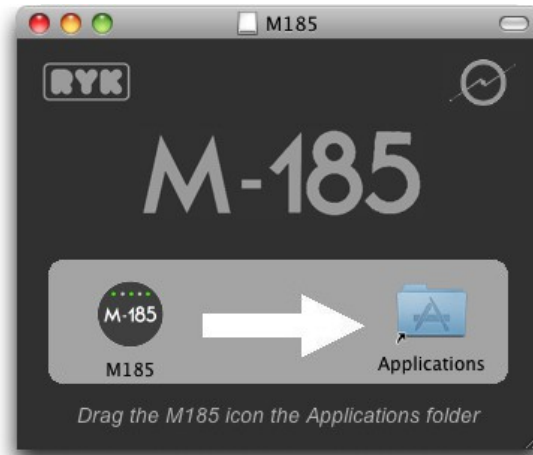 M185
RYK
M-185
M-185
M185
Applications
Drag the M185 icon the Applications folder